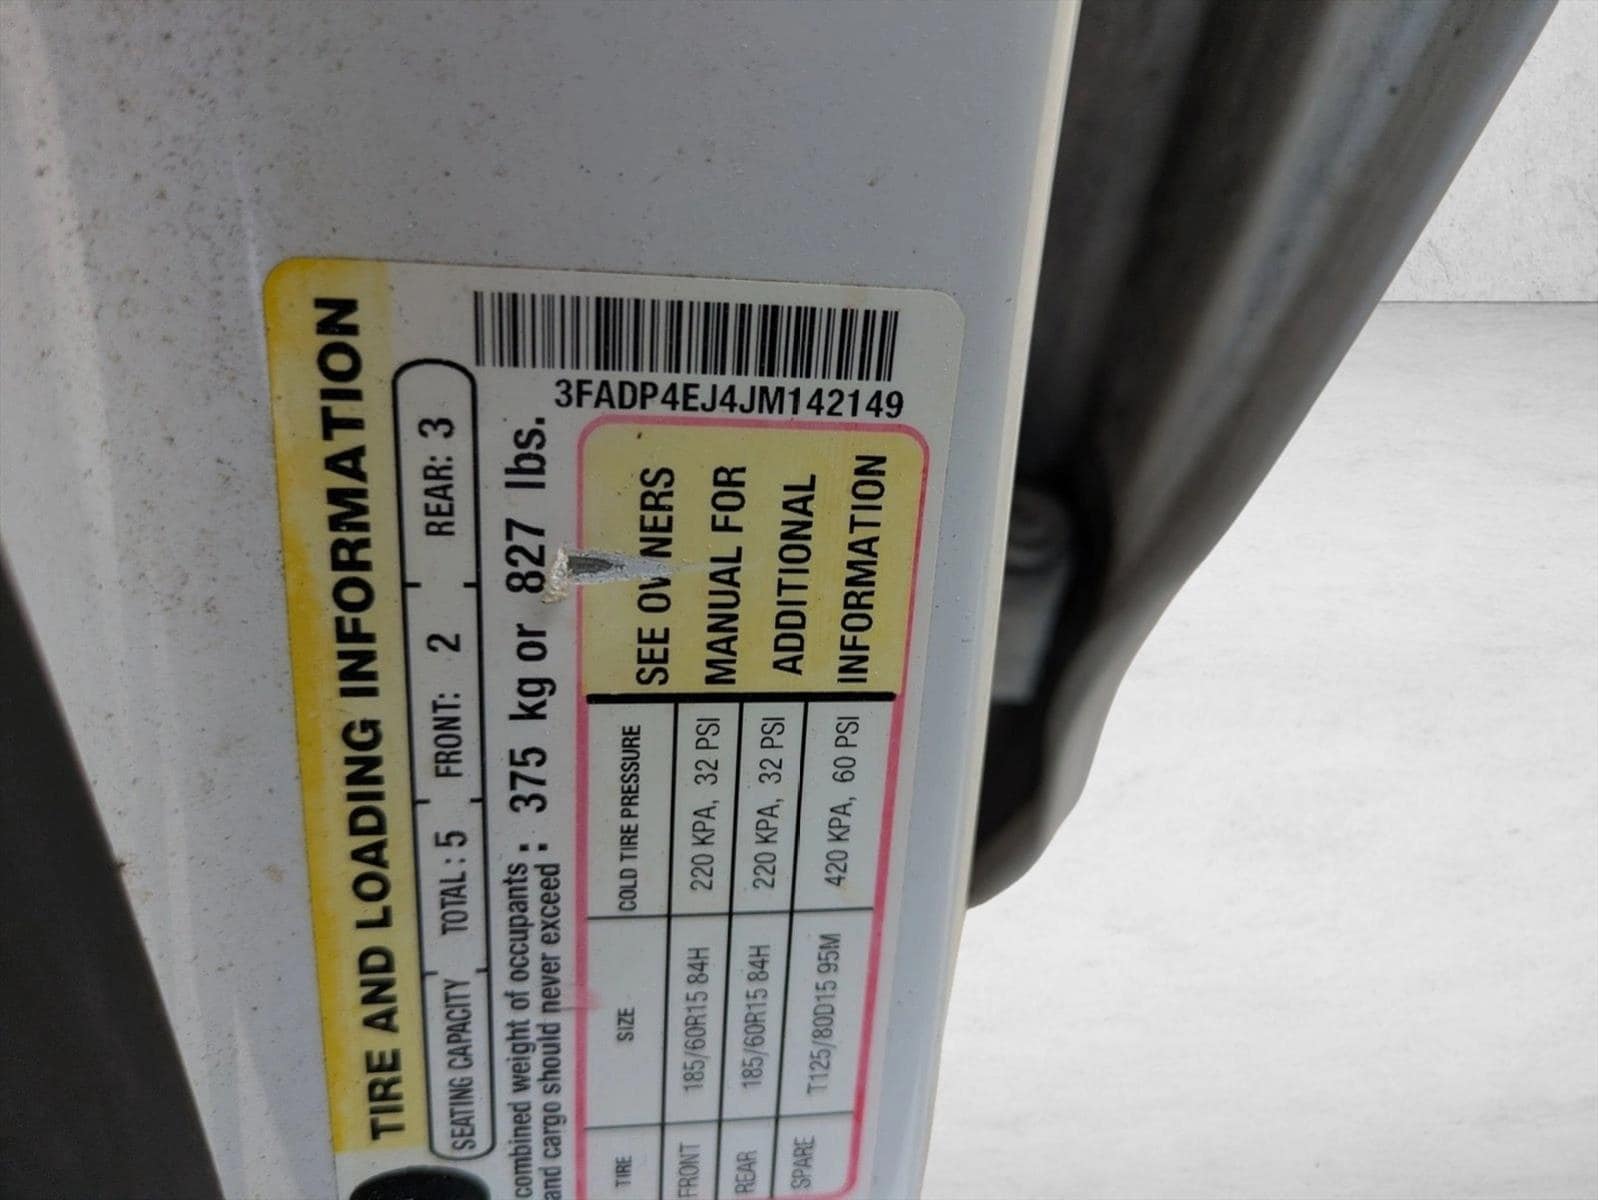 TIRE AND LOADING INFORMATION
SEATING CAPACITY TOTAL : 5 FRONT: 2 REAR: 3
combined weight of occupants
and cargo should never exceed : 375 kg or 827 lbs.
3FADP4EJ4JM142149
TIRE SIZE COLD TIRE PRESSURE
FRONT 185/60R15 84H 220 KPA, 32 PSI
REAR 185/60R15 84H 220 KPA, 32 PSI
SPARE T125/80D15 95M 420 KPA, 60 PSI
SEE OWNERS
MANUAL FOR
ADDITIONAL
INFORMATION